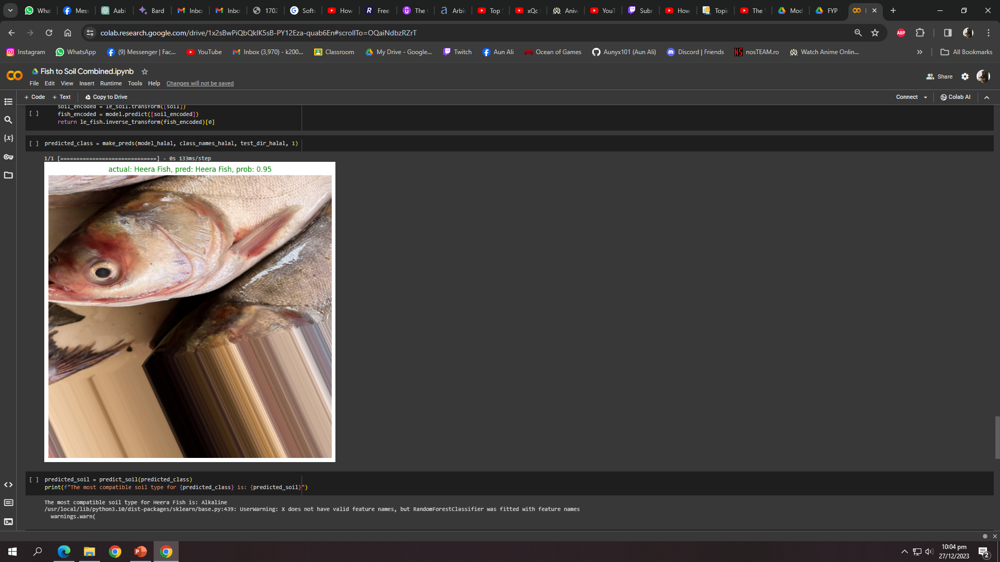 Wha
Mess
Aabi
Bard
Inbo
Inbo
1702
Soft
How
Free
The
Arbi
Top
xQc
Aniw
YouT
Subr
How
Topic
The
Mod
FYP
colab.research.google.com/drive/1x2sBwPiQbQkIK5sB-PY12Eza-quab6En#scrollTo=OQaiNdbzRZrT
ABP
Instagram
WhatsApp
(9) Messenger | Fac...
YouTube
Inbox (3,970) - k200...
Classroom
My Drive - Google...
Twitch
Aun Ali
Ocean of Games
Aunyx101 (Aun Ali)
Discord | Friends
NS
nosTEAM.ro
Watch Anime Onlin...
All Bookmarks
Fish to Soil Combined.ipynb
File Edit View Insert Runtime Tools Help Changes will not be saved
Share
+ Code + Text Copy to Drive
Connect
Colab AI
soil_encoded = le_soil.transform([soil])
[ ] fish_encoded = model.predict([soil_encoded])
return le_fish.inverse_transform(fish_encoded)[0]
[ ] predicted_class = make_preds(model_halal, class_names_halal, test_dir_halal, 1)
1/1 [==============================] - 0s 133ms/step
actual: Heera Fish, pred: Heera Fish, prob: 0.95
[ ] predicted_soil = predict_soil(predicted_class)
print(f"The most compatible soil type for {predicted_class} is: {predicted_soil}")
The most compatible soil type for Heera Fish is: Alkaline
/usr/local/lib/python3.10/dist-packages/sklearn/base.py:439: UserWarning: X does not have valid feature names, but RandomForestClassifier was fitted with feature names
warnings.warn(
{x}
10:04 pm
27/12/2023
2